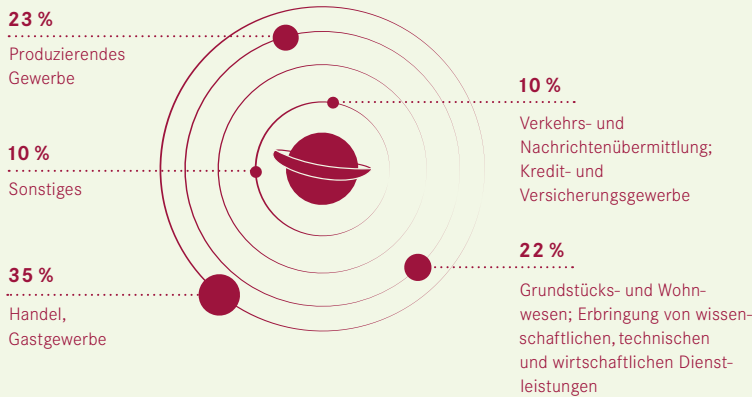 23 %
Produzierendes
Gewerbe
10 %
Sonstiges
35 %
Handel,
Gastgewerbe
10 %
Verkehrs- und
Nachrichtenübermittlung;
Kredit- und
Versicherungsgewerbe
22 %
Grundstücks- und Wohn-
wesen; Erbringung von wissen-
schaftlichen, technischen
und wirtschaftlichen Dienst-
leistungen